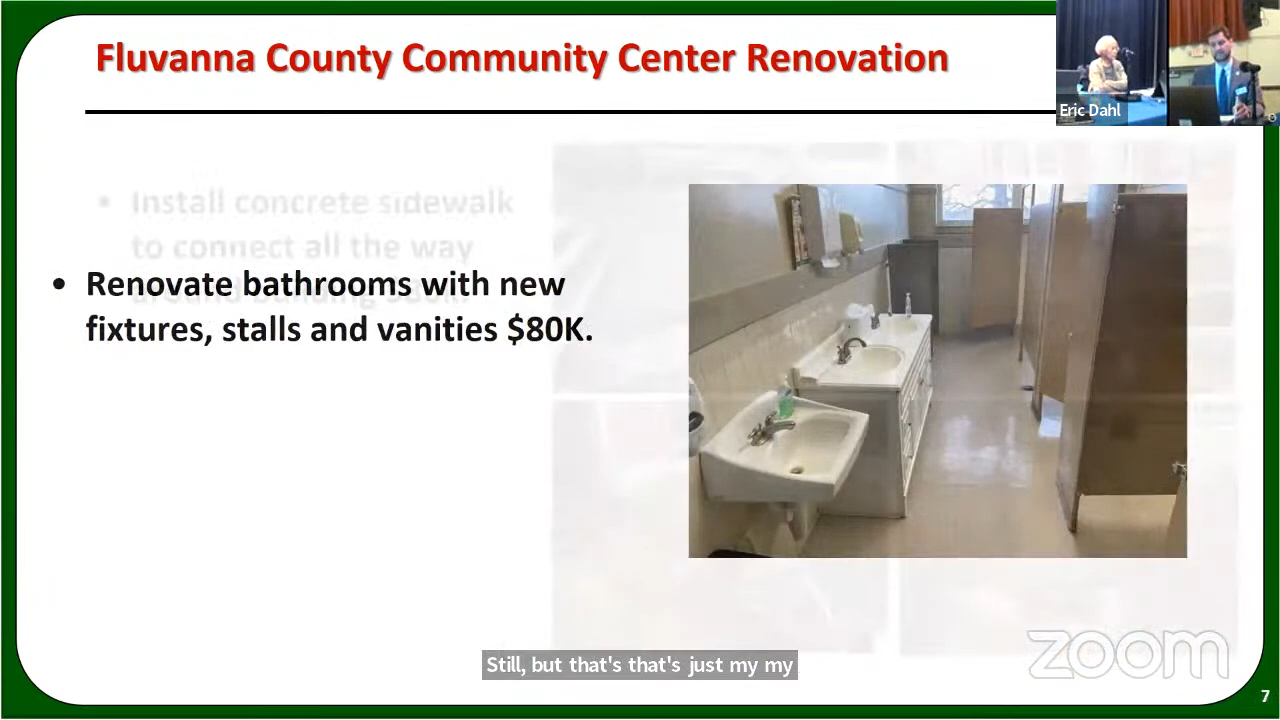 Fluvanna County Community Center Renovation
Eric Dahl
• Install concrete sidewalk
to connect all the way
• Renovate bathrooms with new
fixtures, stalls and vanities $80K.
Still, but that's that's just my my
zoom
7